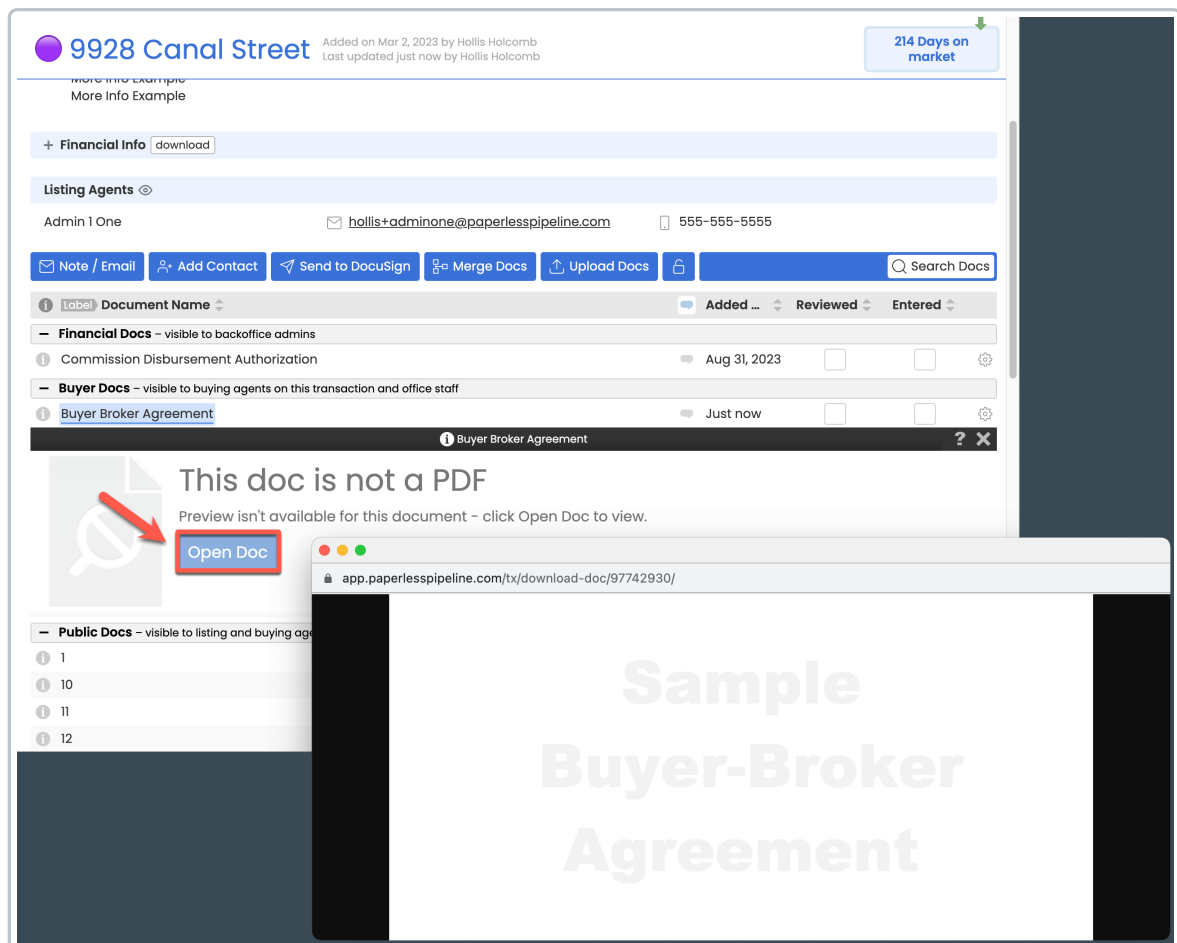 9928 Canal Street
Added on Mar 2, 2023 by Hollis Holcomb
Last updated just now by Hollis Holcomb
214 Days on
market
More Info Example
More Info Example
+ Financial Info download
Listing Agents
Admin 1 One hollis+adminone@paperlesspipeline.com 555-555-5555
Note / Email Add Contact Send to DocuSign Merge Docs Upload Docs Search Docs
Label Document Name Added ... Reviewed Entered
– Financial Docs – visible to backoffice admins
Commission Disbursement Authorization Aug 31, 2023
– Buyer Docs – visible to buying agents on this transaction and office staff
Buyer Broker Agreement Just now
Buyer Broker Agreement ? X
This doc is not a PDF
Preview isn't available for this document - click Open Doc to view.
Open Doc
app.paperlesspipeline.com/tx/download-doc/97742930/
– Public Docs – visible to listing and buying age
1
10
11
12
Sample
Buyer-Broker
Agreement